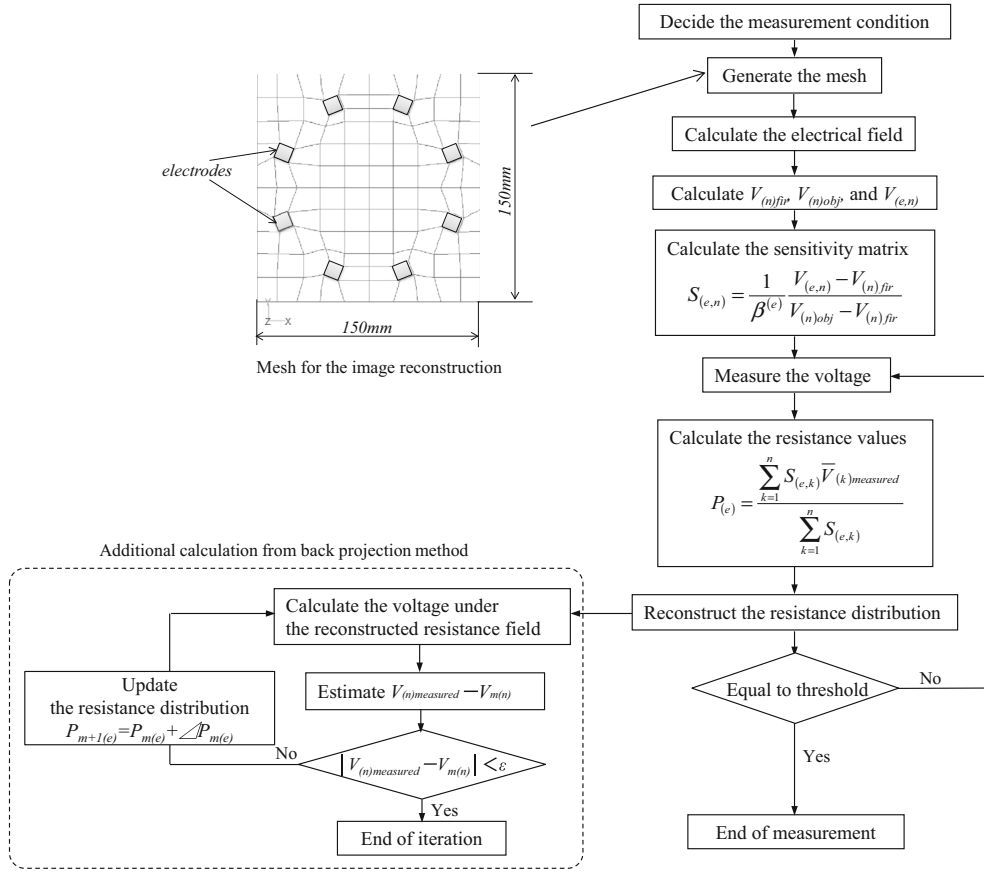 Decide the measurement condition
Generate the mesh
Calculate the electrical field
Calculate V(n)fir, V(n)obj, and V(e,n)
Calculate the sensitivity matrix
S(e,n) = 1/β(e) (V(e,n) − V(n)fir)/(V(n)obj − V(n)fir)
Measure the voltage
Calculate the resistance values
P(e) = ∑ₖ₌₁ⁿ S(e,k) V̅(k)measured / ∑ₖ₌₁ⁿ S(e,k)
Reconstruct the resistance distribution
Equal to threshold
No
Yes
End of measurement
electrodes
150mm
Y
Z
X
150mm
Mesh for the image reconstruction
Additional calculation from back projection method
Calculate the voltage under
the reconstructed resistance field
Estimate V(n)measured − Vm(n)
|V(n)measured − Vm(n)| < ε
No
Update
the resistance distribution
Pm+1(e)=Pm(e)+⊿Pm(e)
Yes
End of iteration